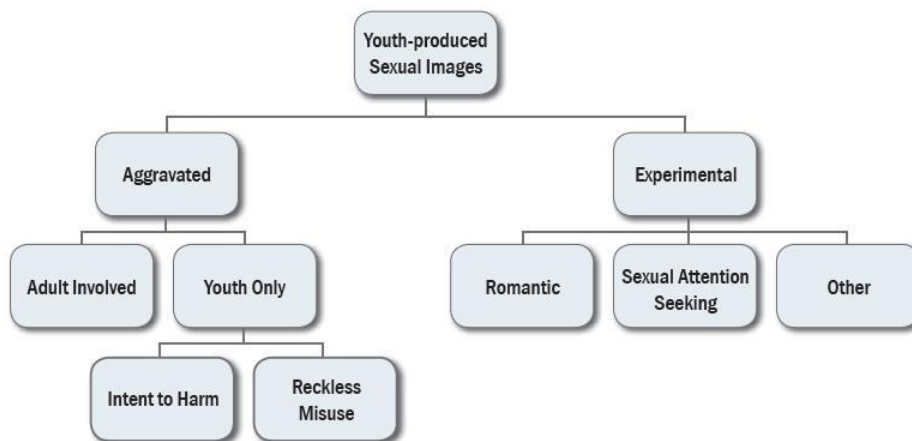 Youth-produced
Sexual Images
Aggravated
Experimental
Adult Involved
Youth Only
Romantic
Sexual Attention
Seeking
Other
Intent to Harm
Reckless
Misuse